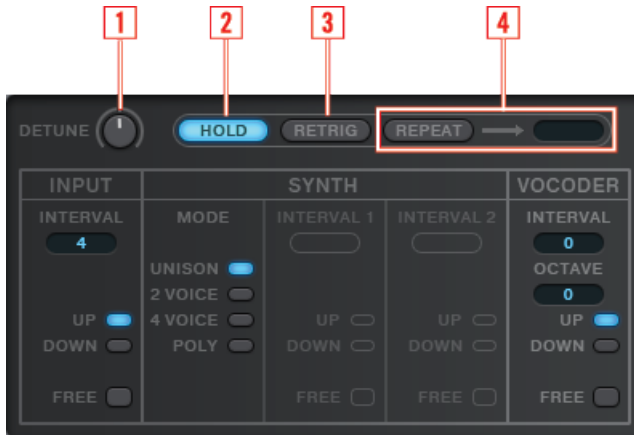 1 2 3 4
DETUNE HOLD RETRIG REPEAT
INPUT SYNTH VOCODER
INTERVAL MODE INTERVAL 1 INTERVAL 2 INTERVAL
4 0
OCTAVE
UNISON 0
2 VOICE
UP 4 VOICE UP UP UP
DOWN POLY DOWN DOWN DOWN
FREE FREE FREE FREE